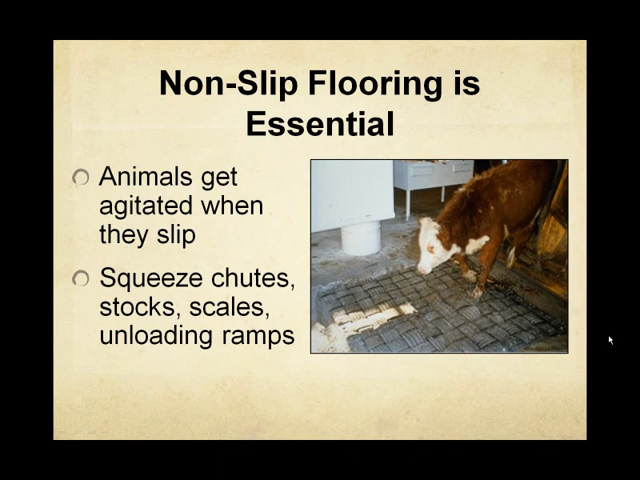 Non-Slip Flooring is
Essential
Animals get
agitated when
they slip
Squeeze chutes,
stocks, scales,
unloading ramps